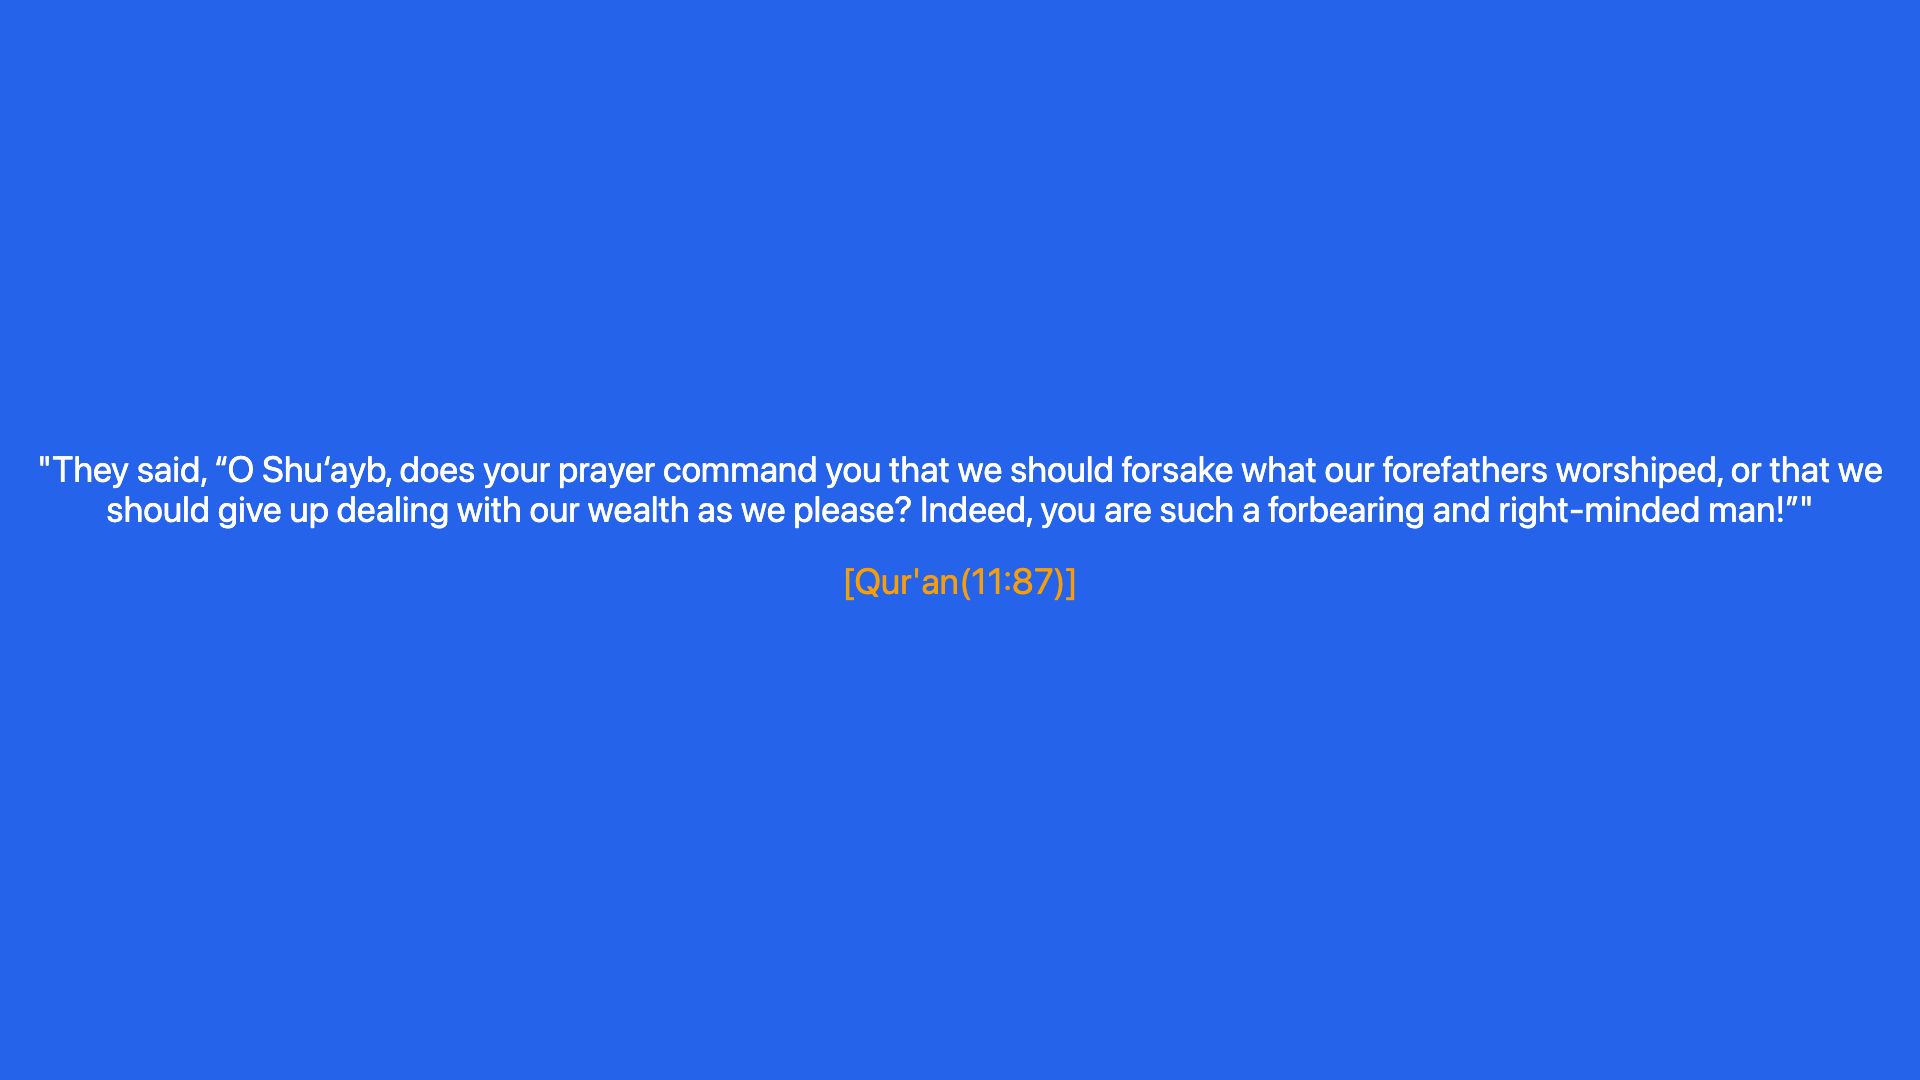 "They said, “O Shu‘ayb, does your prayer command you that we should forsake what our forefathers worshiped, or that we
should give up dealing with our wealth as we please? Indeed, you are such a forbearing and right-minded man!”"
[Qur'an(11:87)]